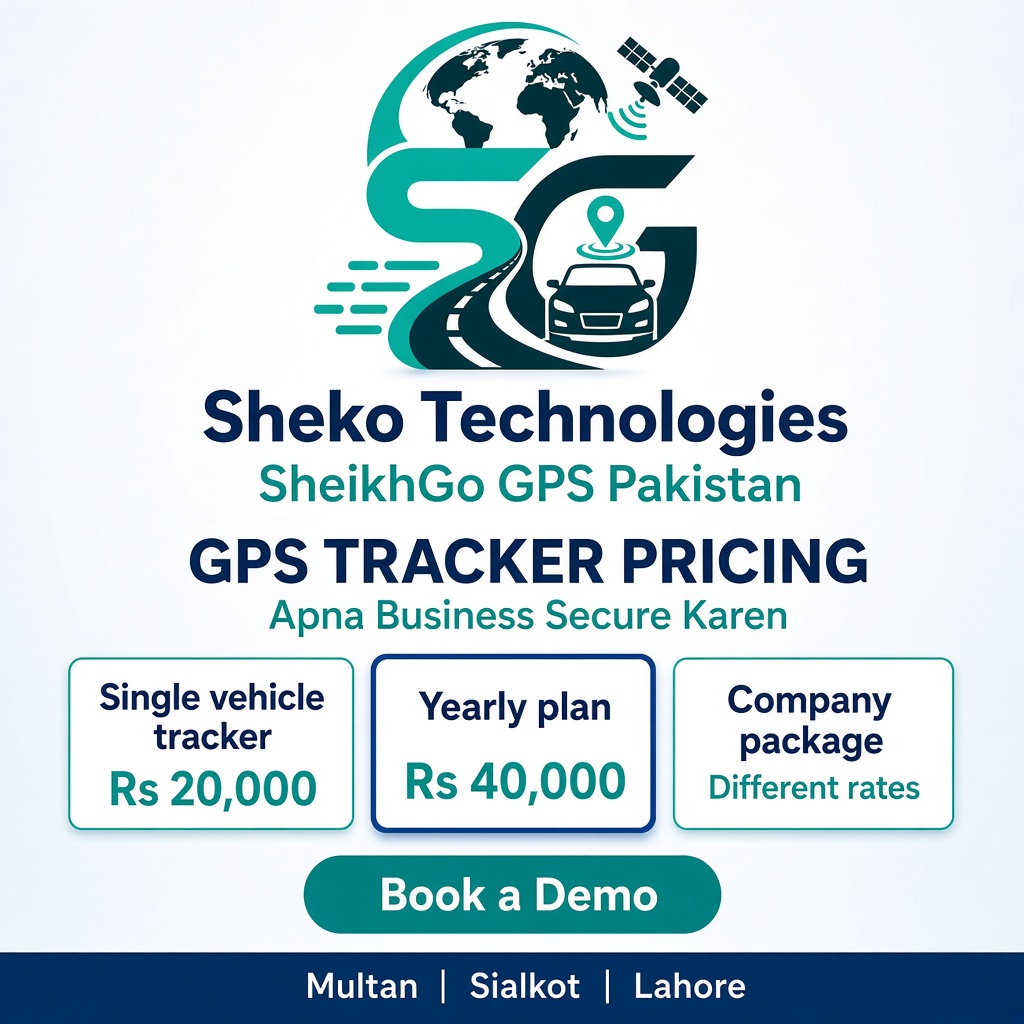 SG
Sheko Technologies
SheikhGo GPS Pakistan
GPS TRACKER PRICING
Apna Business Secure Karen
Single vehicle
tracker
Rs 20,000
Yearly plan
Rs 40,000
Company
package
Different rates
Book a Demo
Multan | Sialkot | Lahore